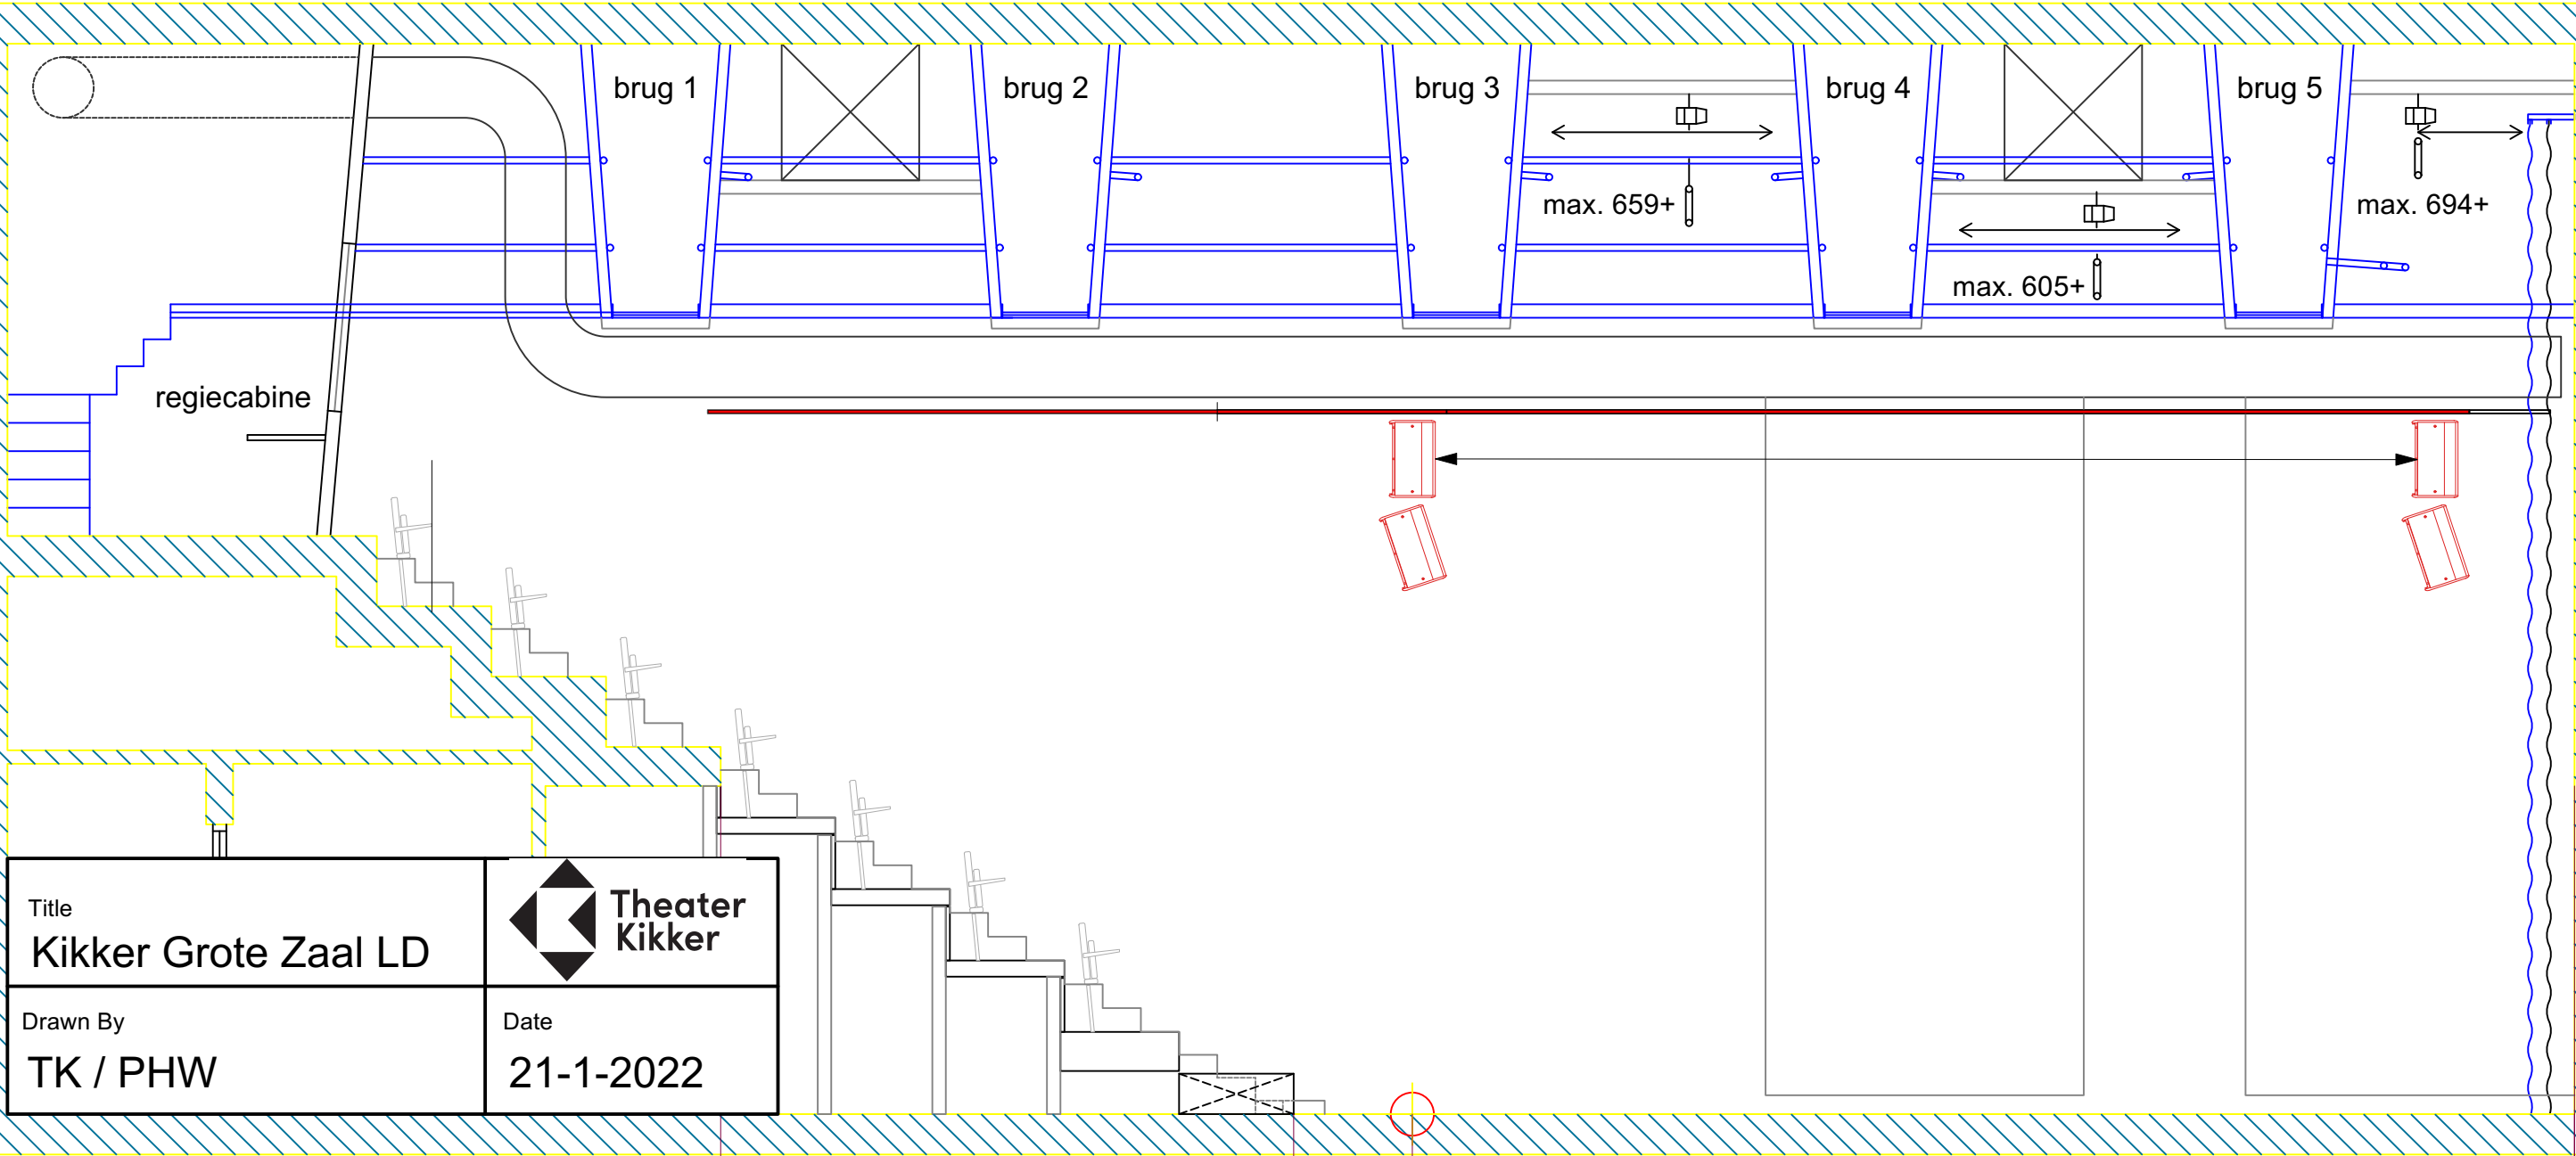 brug 1
brug 2
brug 3
brug 4
brug 5
max. 659+
max. 694+
max. 605+
regiecabine
Title
Kikker Grote Zaal LD
Theater
Kikker
Drawn By
TK / PHW
Date
21-1-2022